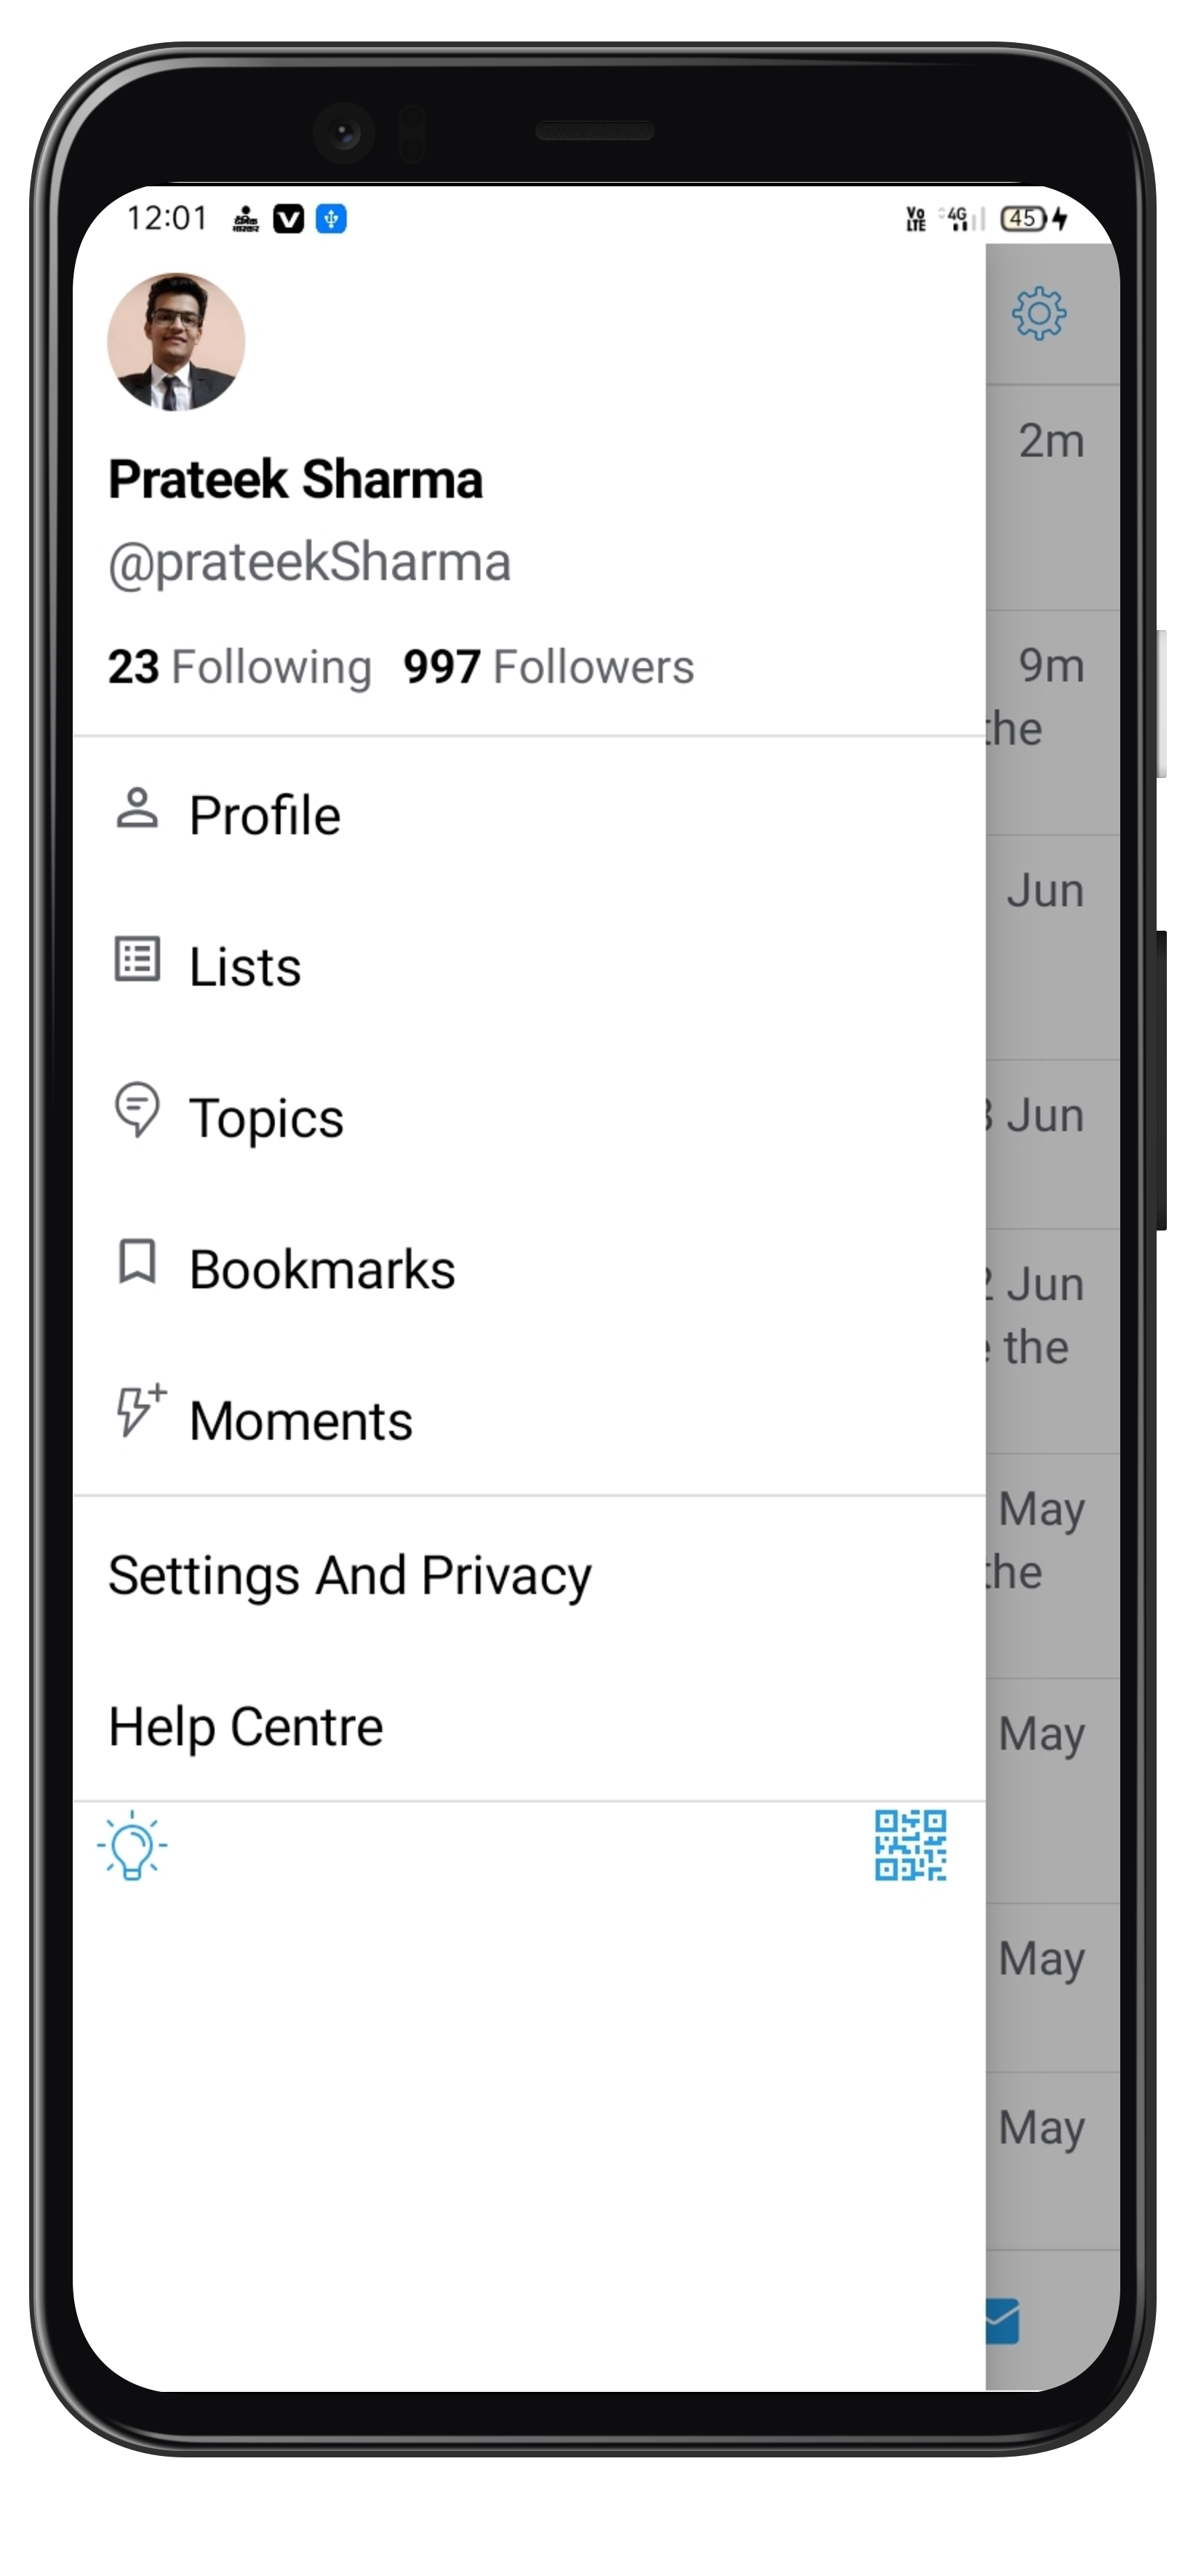 12:01
दैनिक
भास्कर
V
Vo
LTE
4G
45
Prateek Sharma
@prateekSharma
23 Following 997 Followers
Profile
Lists
Topics
Bookmarks
Moments
Settings And Privacy
Help Centre
2m
9m
the
Jun
Jun
Jun
the
May
the
May
May
May